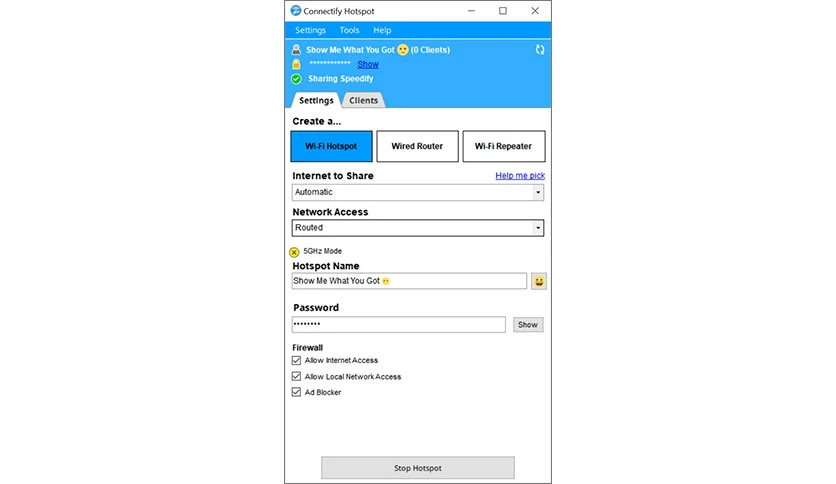 Connectify Hotspot
Settings Tools Help
Show Me What You Got 😕 (0 Clients)
************ Show
Sharing Speedify
Settings Clients
Create a...
Wi-Fi Hotspot Wired Router Wi-Fi Repeater
Internet to Share Help me pick
Automatic
Network Access
Routed
5GHz Mode
Hotspot Name
Show Me What You Got 😕
Password
•••••••• Show
Firewall
Allow Internet Access
Allow Local Network Access
Ad Blocker
Stop Hotspot